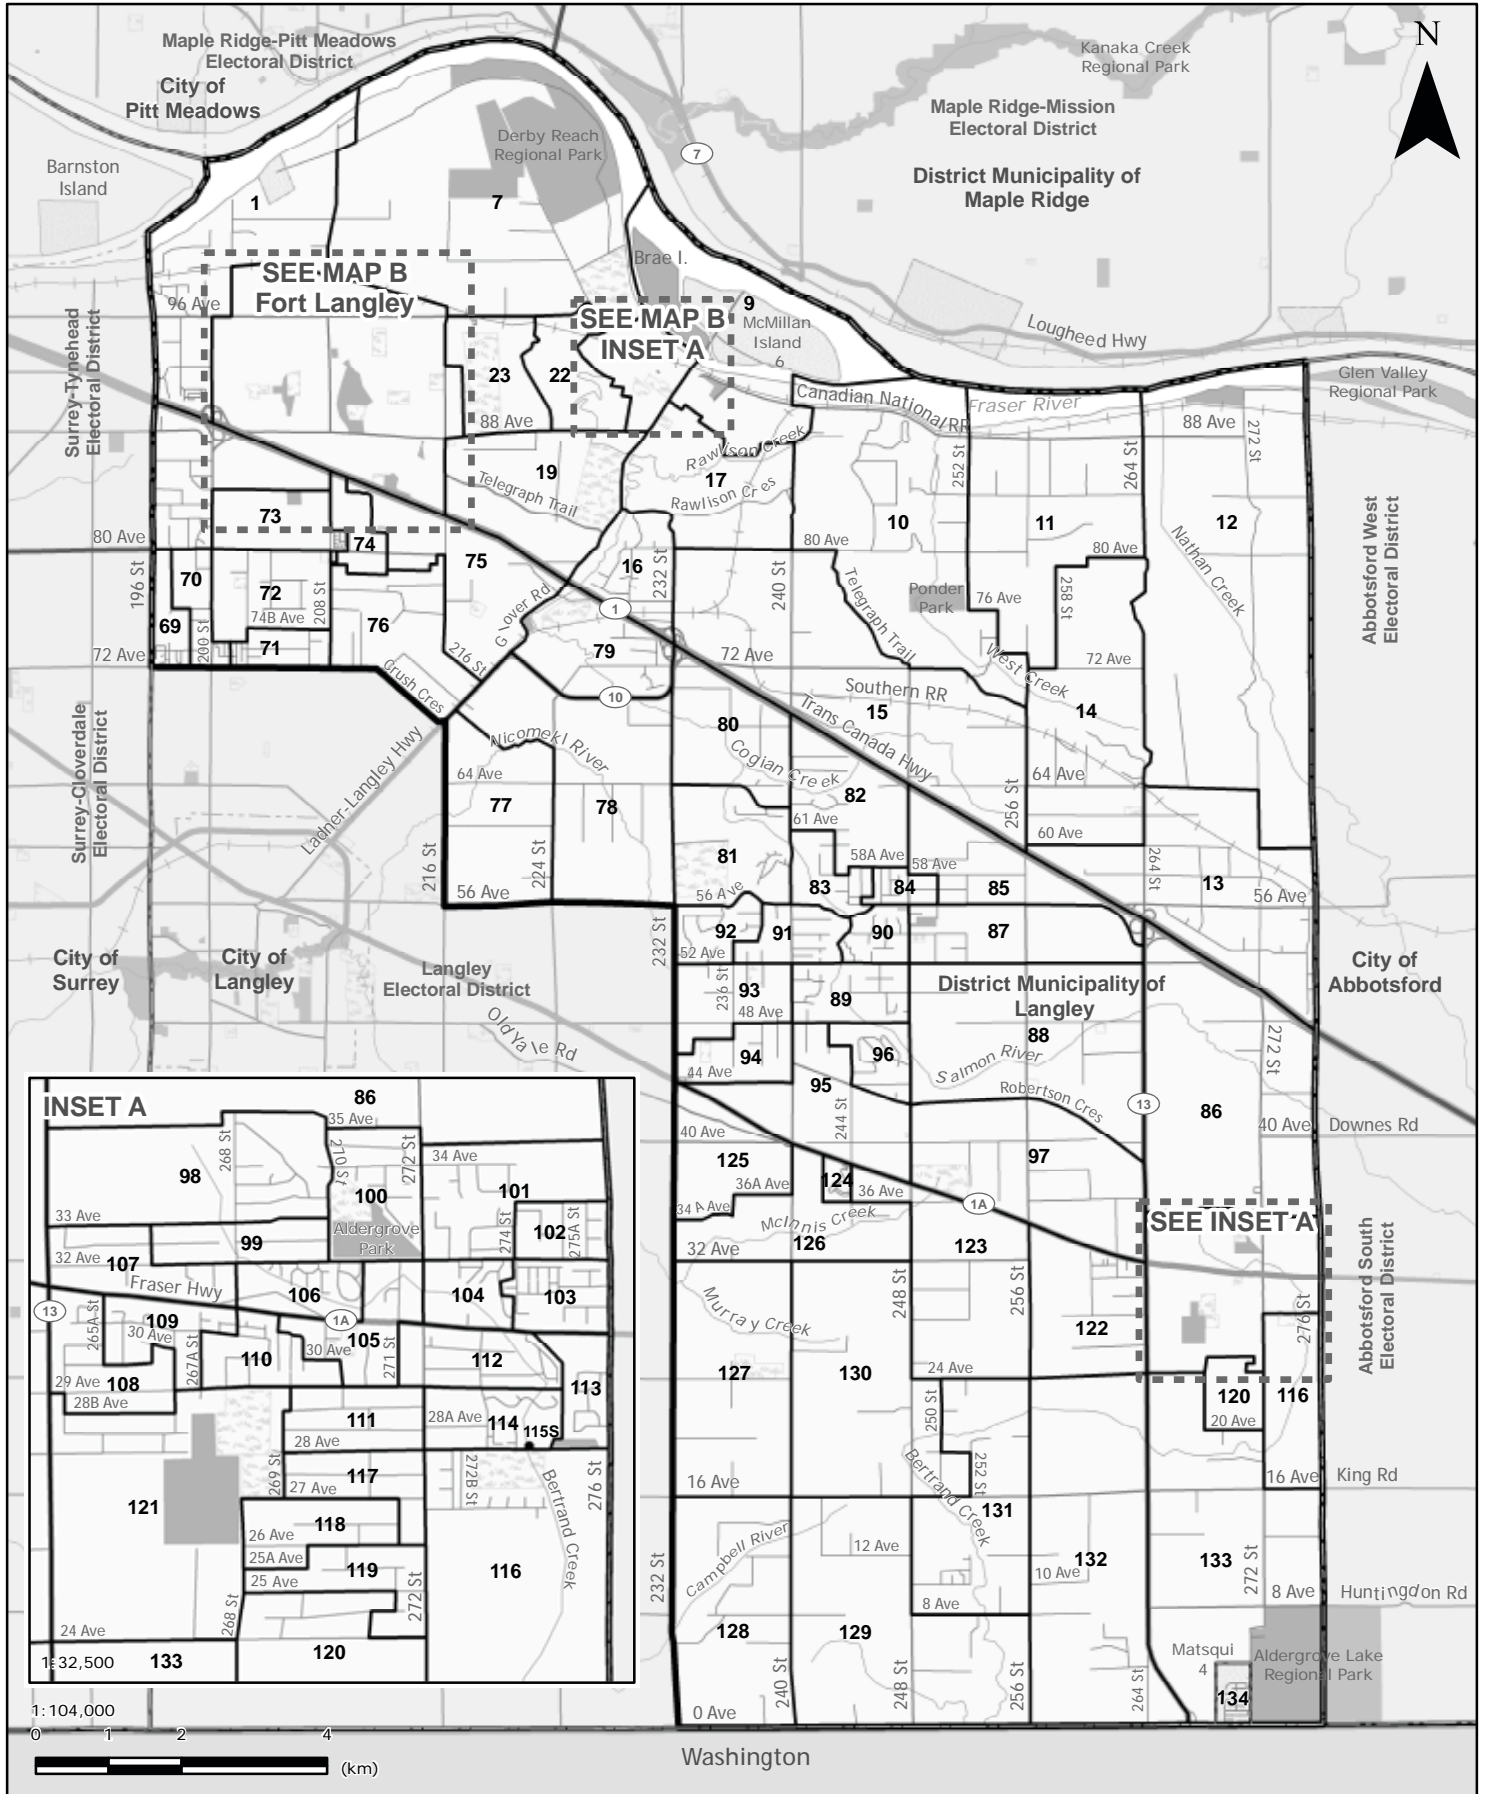 N
Maple Ridge-Pitt Meadows
Electoral District
City of
Pitt Meadows
Kanaka Creek
Regional Park
Maple Ridge-Mission
Electoral District
District Municipality of
Maple Ridge
Barnston
Island
Derby Reach
Regional Park
7
1
7
Brae I.
SEE MAP B
Fort Langley
96 Ave
SEE MAP B
INSET A
9
McMillan
Island
6
Lougheed Hwy
Glen Valley
Regional Park
Surrey-Tynehead
Electoral District
23
22
88 Ave
Canadian National RR
Fraser River
88 Ave
272 St
252 St
264 St
Rawlison Creek
17
Rawlison Cres
19
Telegraph Trail
73
74
10
11
12
80 Ave
80 Ave
80 Ave
75
16
232 St
240 St
Nathan Creek
Abbotsford West
Electoral District
196 St
70
72
208 St
74B Ave
69
200 St
71
76
Glover Rd
1
Telegraph Trail
Ponder
Park
76 Ave
258 St
72 Ave
216 St
79
72 Ave
West Creek
72 Ave
Crush Cres
10
Southern RR
15
14
80
Trans Canada Hwy
Surrey-Cloverdale
Electoral District
Ladner-Langley Hwy
Nicomekl River
64 Ave
77
78
Cogian Creek
82
256 St
64 Ave
61 Ave
60 Ave
216 St
224 St
56 Ave
81
58A Ave
58 Ave
264 St
83
84
85
13
56 Ave
56 Ave
92
91
90
87
52 Ave
232 St
City of
Surrey
City of
Langley
Langley
Electoral District
236 St
93
89
48 Ave
District Municipality of
Langley
City of
Abbotsford
88
Old Yale Rd
94
96
Salmon River
272 St
44 Ave
95
Robertson Cres
13
86
244 St
40 Ave
40 Ave
Downes Rd
125
97
36A Ave
124
36 Ave
34 A Ave
1A
McInnis Creek
SEE INSET A
32 Ave
126
123
Abbotsford South
Electoral District
248 St
256 St
Murray Creek
122
276 St
127
130
24 Ave
120
116
250 St
20 Ave
Bertrand Creek
252 St
16 Ave
16 Ave
King Rd
131
Campbell River
12 Ave
132
10 Ave
133
272 St
232 St
8 Ave
8 Ave
Huntingdon Rd
128
129
Matsqui
4
Aldergrove Lake
Regional Park
240 St
248 St
256 St
264 St
134
0 Ave
Washington
INSET A
86
35 Ave
268 St
270 St
272 St
34 Ave
98
100
101
33 Ave
99
Aldergrove
Park
274 St
102
275A St
32 Ave
107
Fraser Hwy
106
104
103
13
1A
265A St
109
30 Ave
267A St
110
30 Ave
105
271 St
112
29 Ave
108
113
28B Ave
111
28A Ave
114
115S
28 Ave
269 St
117
27 Ave
272B St
Bertrand Creek
276 St
121
118
26 Ave
25A Ave
119
116
25 Ave
268 St
272 St
24 Ave
120
133
1:32,500
1:104,000
0 1 2 4
(km)